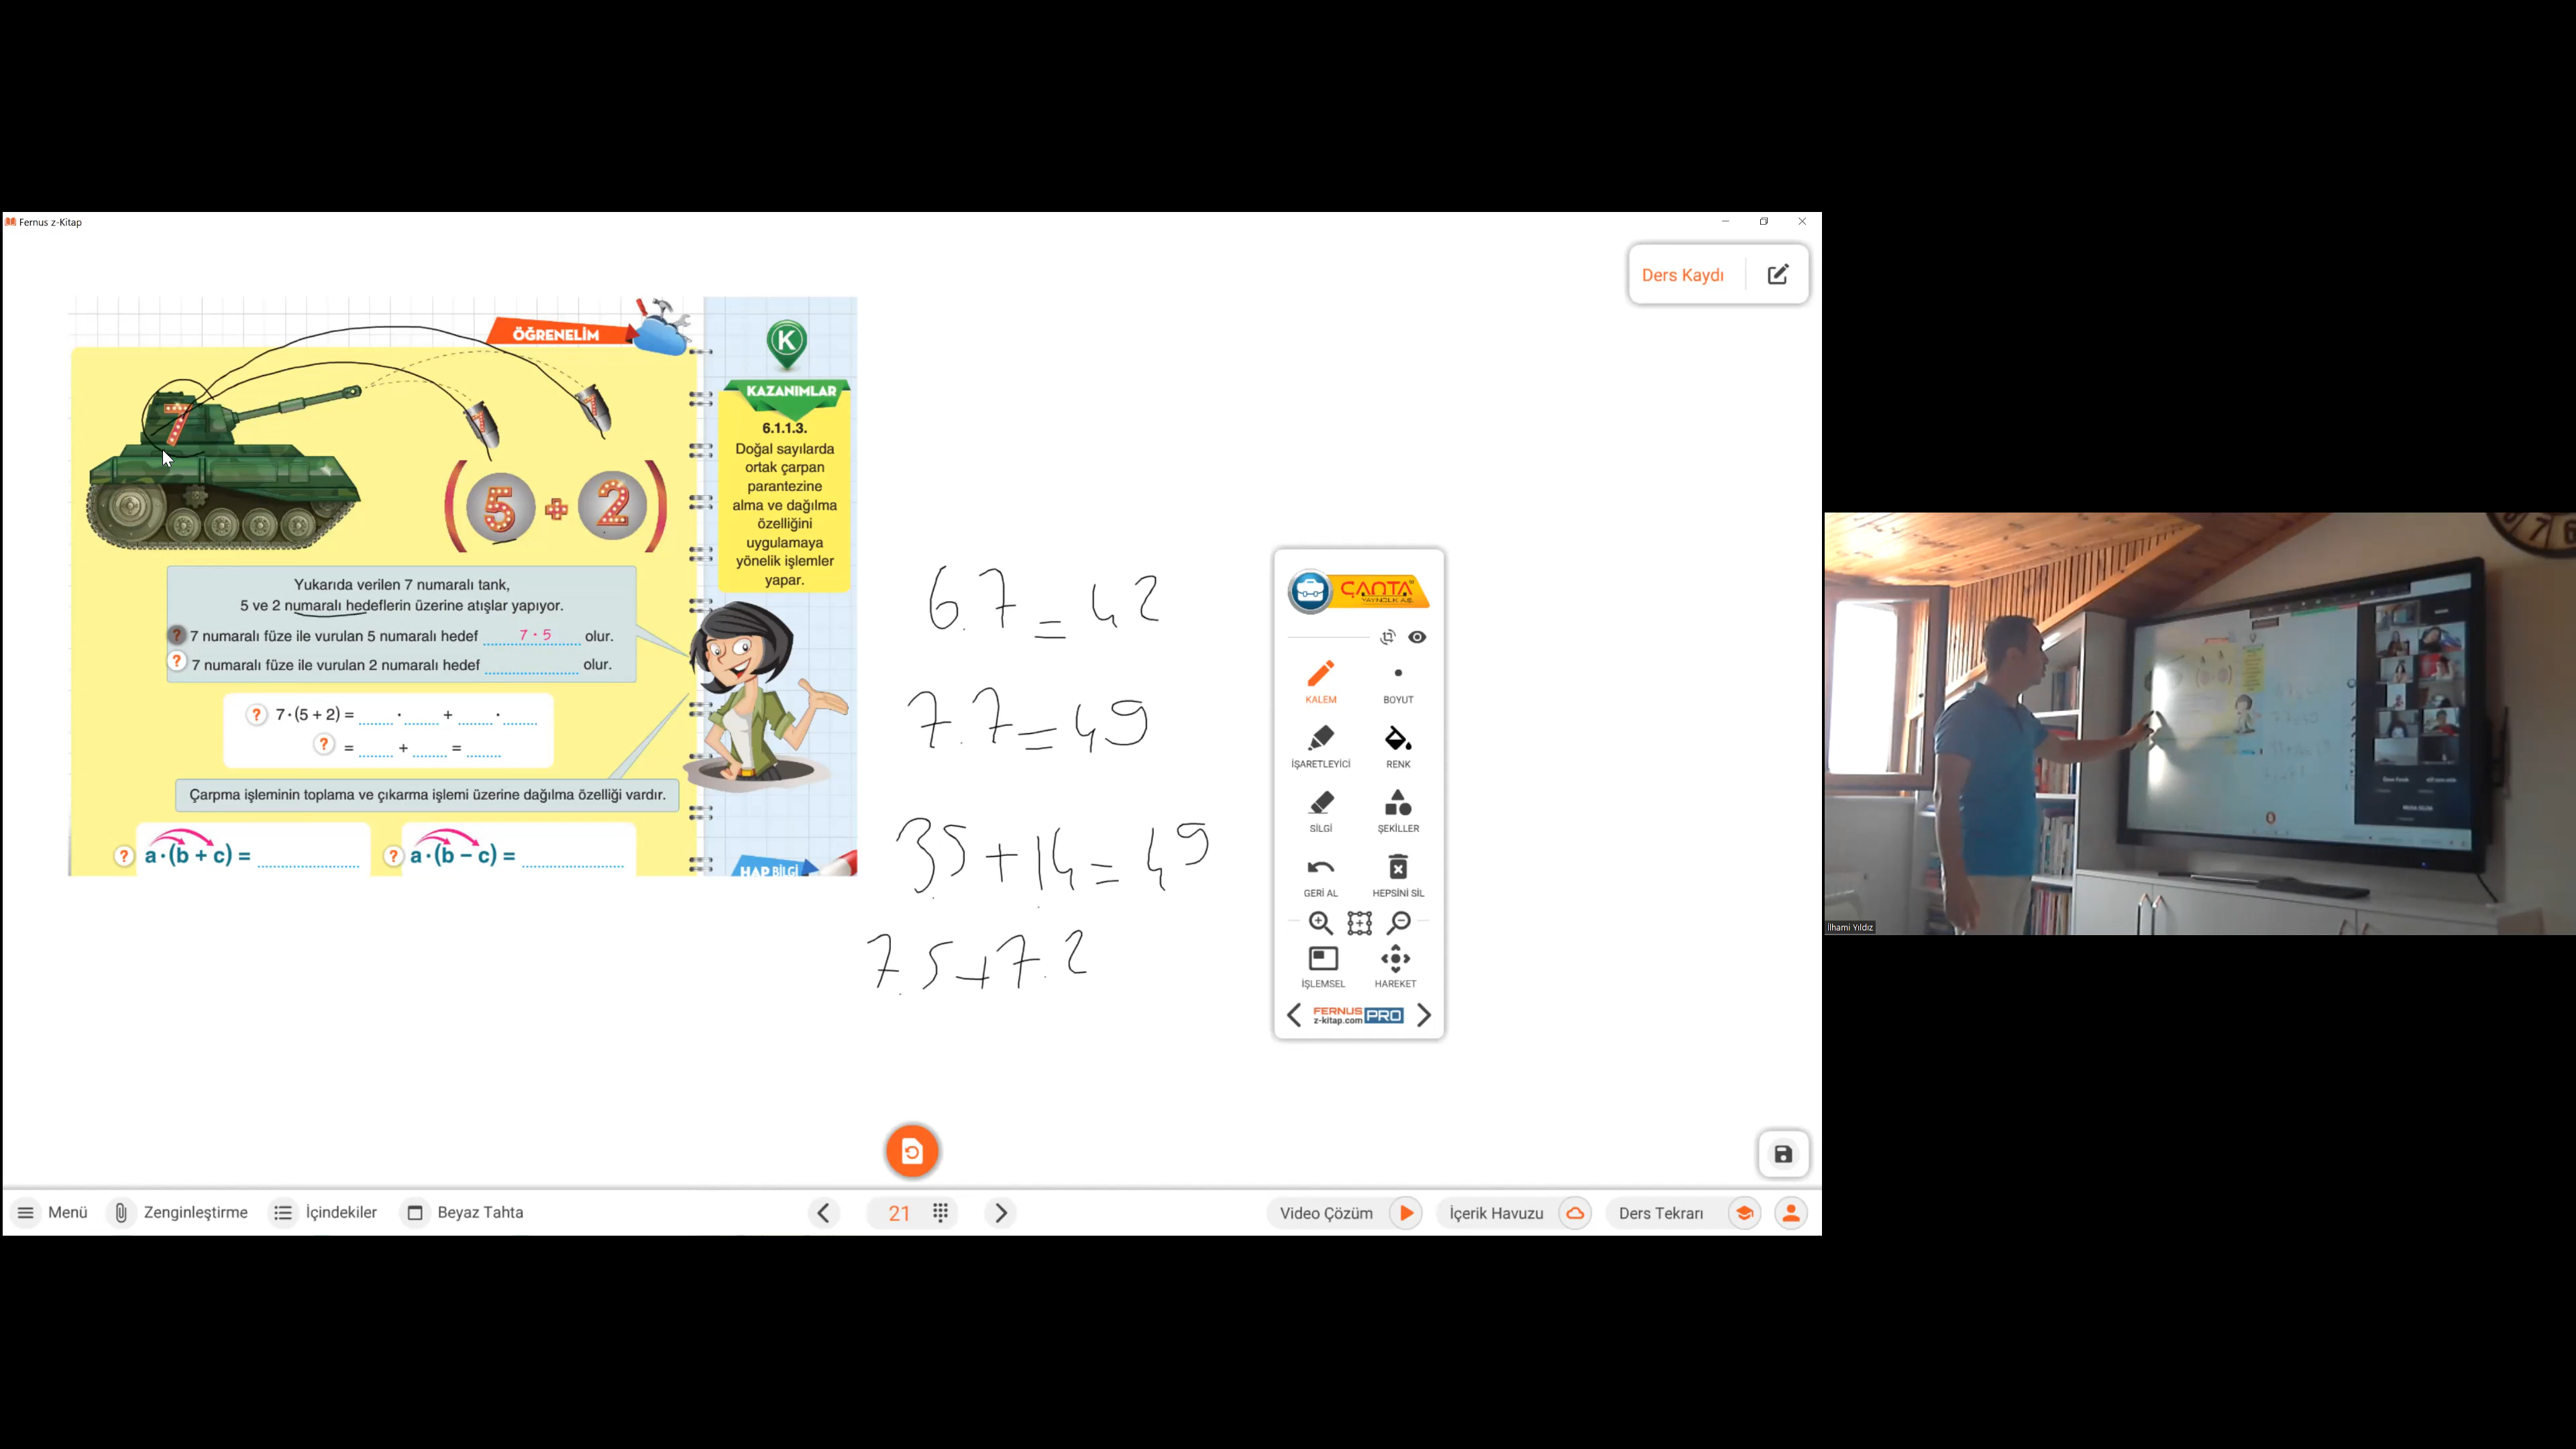 Fernus z-Kitap
Ders Kaydı
ÖĞRENELİM
7
(5 + 2)
Yukarıda verilen 7 numaralı tank,
5 ve 2 numaralı hedeflerin üzerine atışlar yapıyor.
? 7 numaralı füze ile vurulan 5 numaralı hedef 7 · 5 olur.
? 7 numaralı füze ile vurulan 2 numaralı hedef ............ olur.
? 7·(5 + 2) = ...... · ...... + ...... · ......
? = ...... + ...... = ......
Çarpma işleminin toplama ve çıkarma işlemi üzerine dağılma özelliği vardır.
? a·(b + c) = ............
? a·(b − c) = ............
K
KAZANIMLAR
6.1.1.3.
Doğal sayılarda
ortak çarpan
parantezine
alma ve dağılma
özelliğini
uygulamaya
yönelik işlemler
yapar.
HAP BİLGİ
6.7=42
7.7=49
35+14=49
7.5+7.2
ÇANTA
YAYINCILIK A.Ş.
KALEM
BOYUT
İŞARETLEYİCİ
RENK
SİLGİ
ŞEKİLLER
GERİ AL
HEPSİNİ SİL
İŞLEMSEL
HAREKET
FERNUS
z-kitap.com PRO
İlhami Yıldız
Menü
Zenginleştirme
İçindekiler
Beyaz Tahta
21
Video Çözüm
İçerik Havuzu
Ders Tekrarı